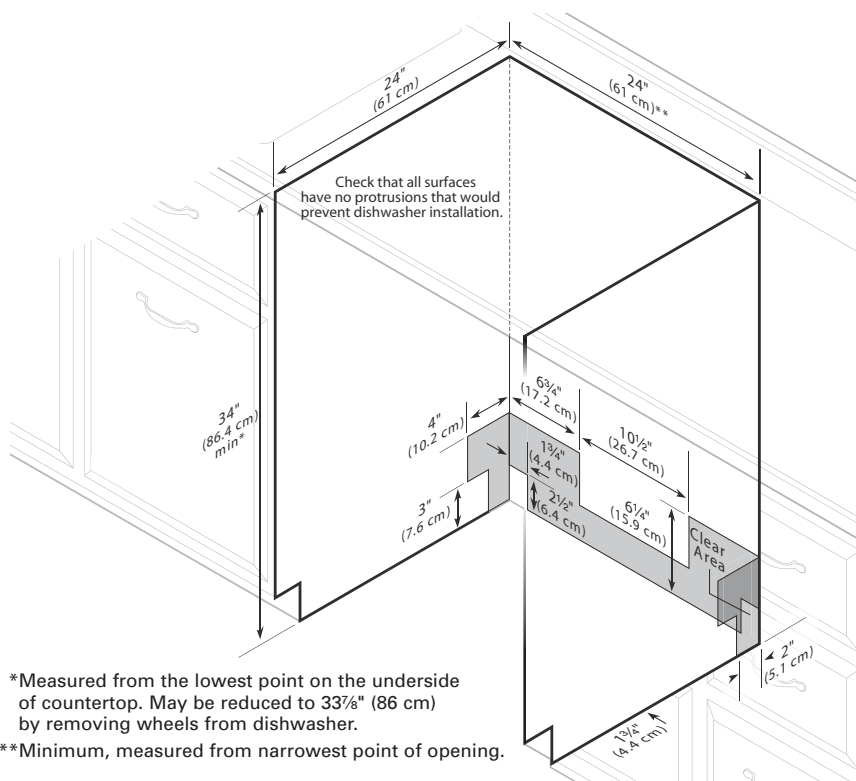 24"
(61 cm)
24"
(61 cm)**
Check that all surfaces
have no protrusions that would
prevent dishwasher installation.
34"
(86.4 cm)
min*
4"
(10.2 cm)
6¾"
(17.2 cm)
10½"
(26.7 cm)
1¾"
(4.4 cm)
3"
(7.6 cm)
2½"
(6.4 cm)
6¼"
(15.9 cm)
Clear
Area
2"
(5.1 cm)
1¾"
(4.4 cm)
*Measured from the lowest point on the underside
of countertop. May be reduced to 33⅞" (86 cm)
by removing wheels from dishwasher.
**Minimum, measured from narrowest point of opening.